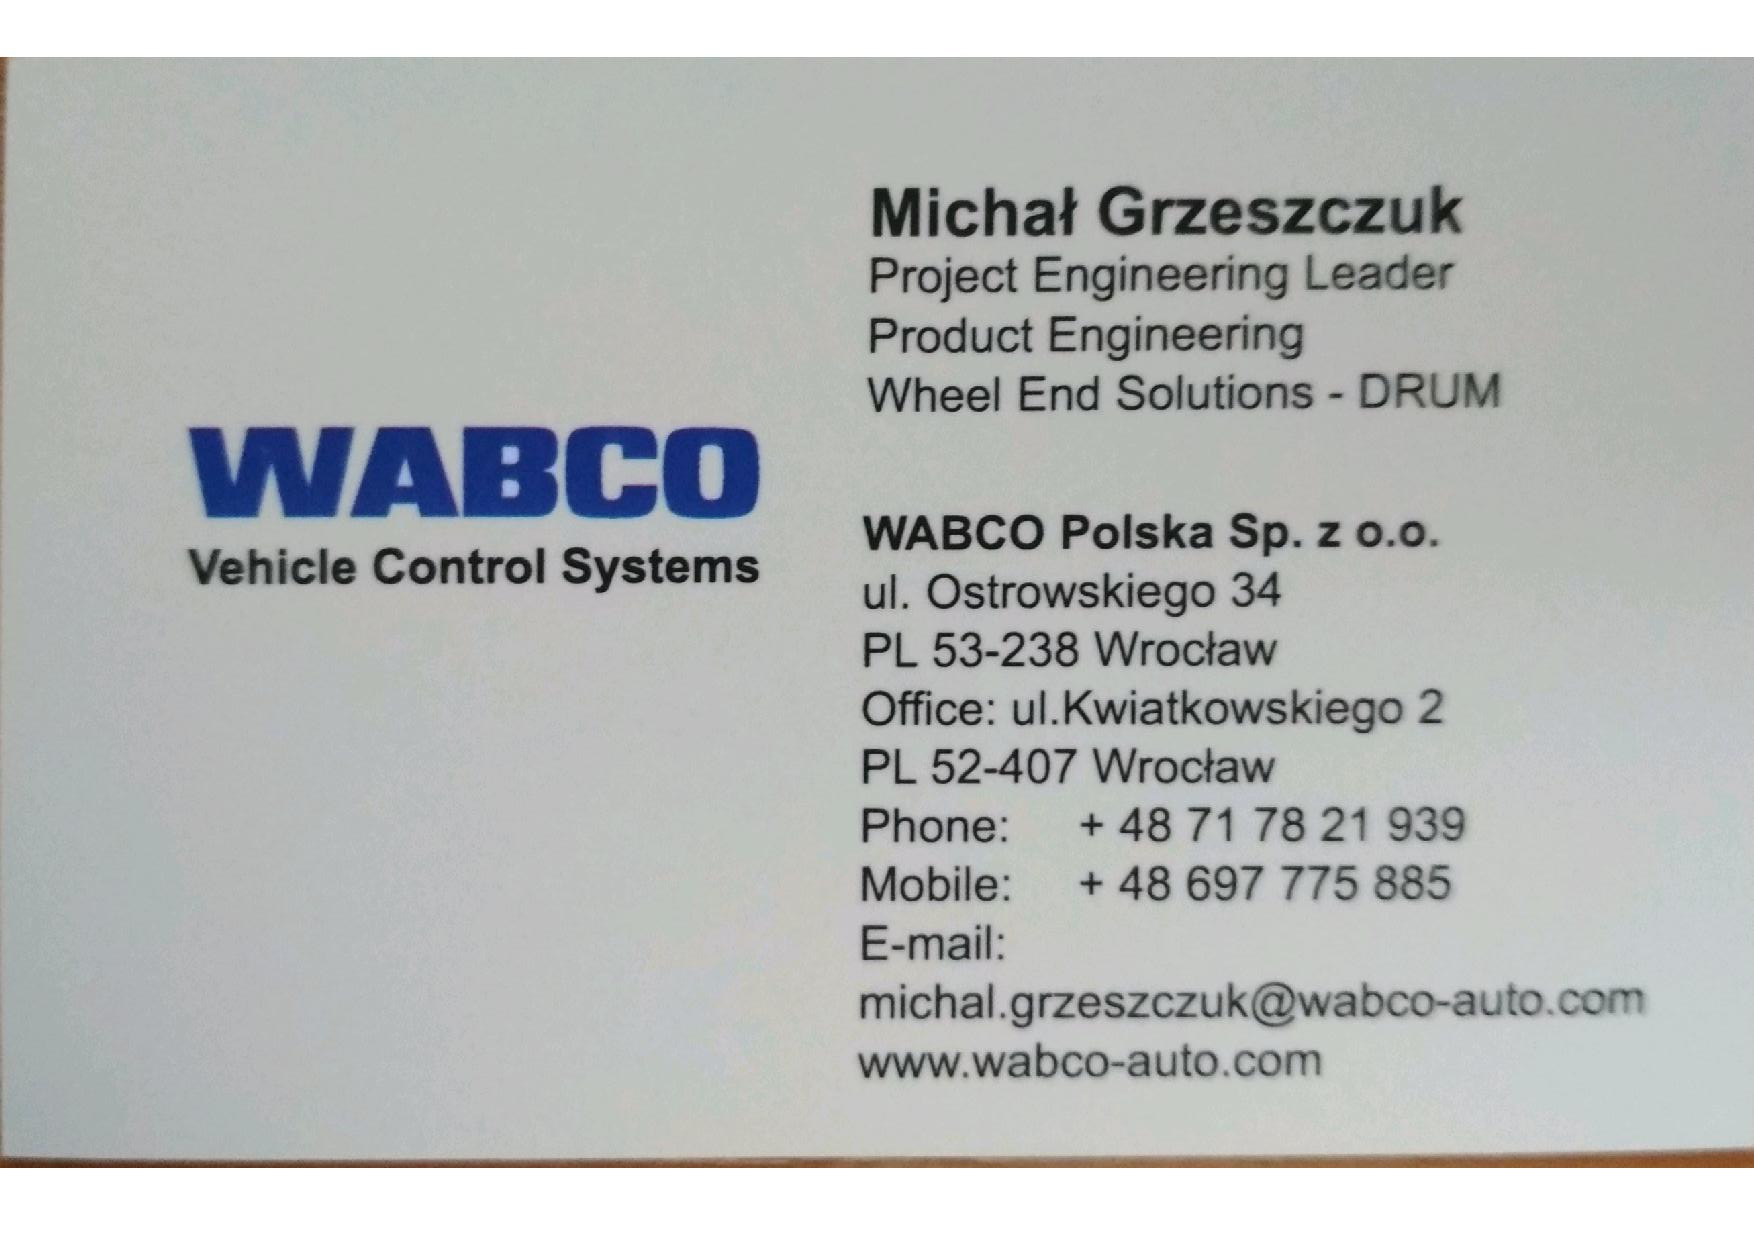 WABCO
Vehicle Control Systems
Michał Grzeszczuk
Project Engineering Leader
Product Engineering
Wheel End Solutions - DRUM
WABCO Polska Sp. z o.o.
ul. Ostrowskiego 34
PL 53-238 Wrocław
Office: ul.Kwiatkowskiego 2
PL 52-407 Wrocław
Phone: + 48 71 78 21 939
Mobile: + 48 697 775 885
E-mail:
michal.grzeszczuk@wabco-auto.com
www.wabco-auto.com